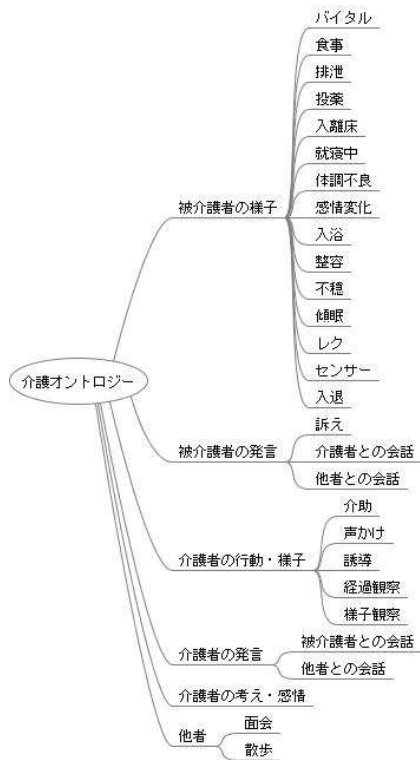 バイタル
食事
排泄
投薬
入離床
就寝中
体調不良
被介護者の様子
感情変化
入浴
整容
不穏
傾眠
レク
センサー
介護オントロジー
入退
訴え
被介護者の発言
介護者との会話
他者との会話
介助
声かけ
介護者の行動・様子
誘導
経過観察
様子観察
介護者の発言
被介護者との会話
他者との会話
介護者の考え・感情
他者
面会
散歩